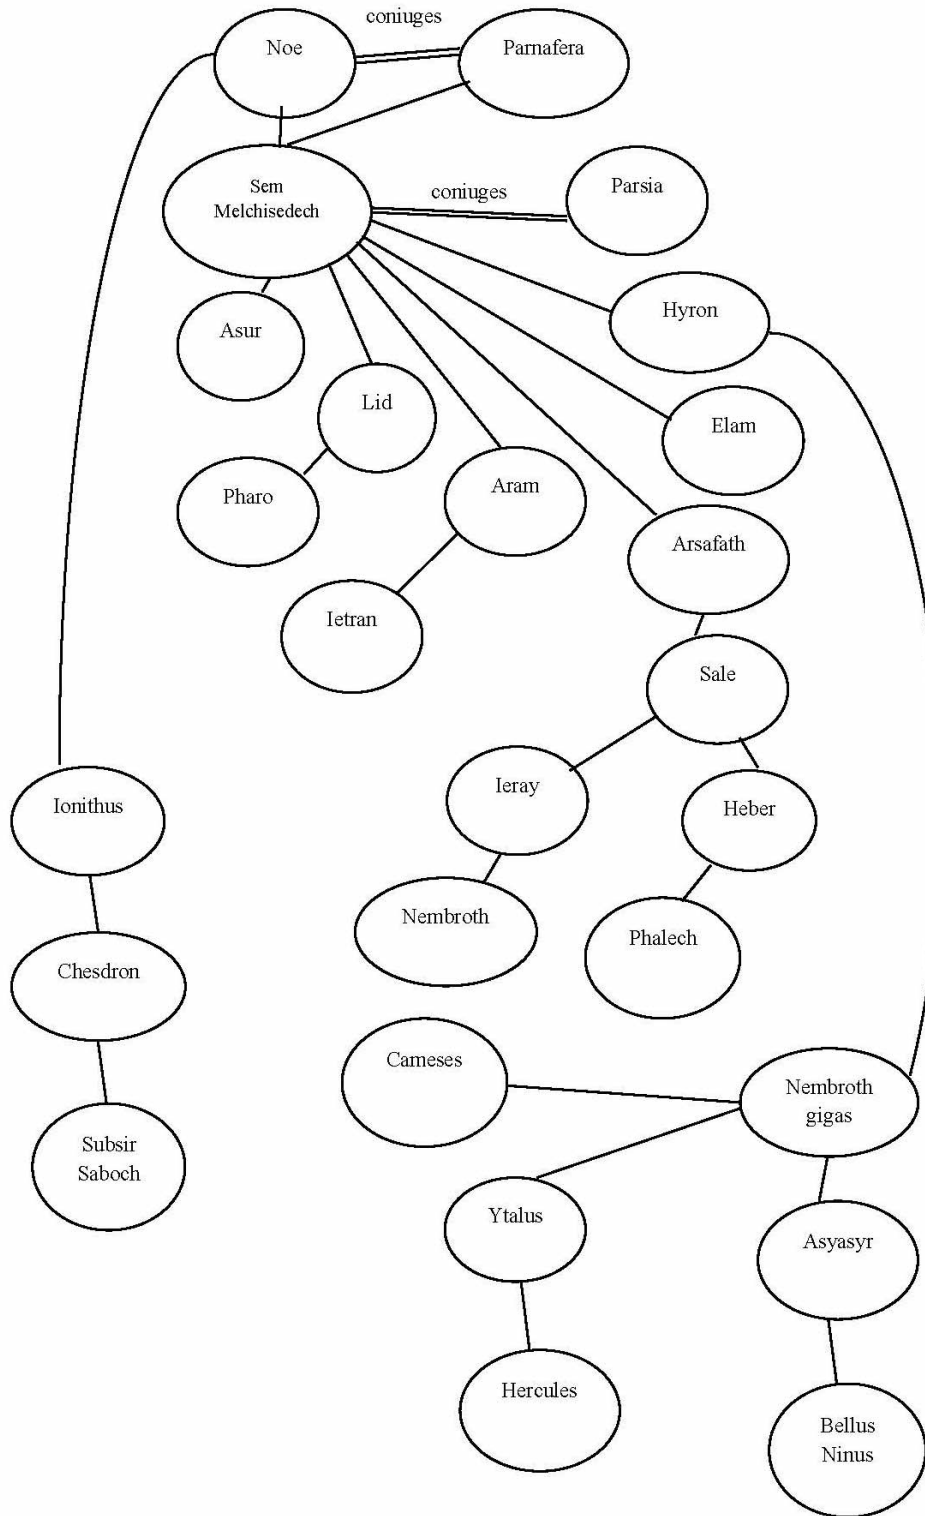 coniuges
Noe
Parnafera
Sem
Melchisedech
coniuges
Parsia
Hyron
Asur
Lid
Elam
Pharo
Aram
Arsafath
Ietran
Sale
Ieray
Heber
Ionithus
Nembroth
Phalech
Chesdron
Cameses
Nembroth
gigas
Subsir
Saboch
Ytalus
Asyasyr
Hercules
Bellus
Ninus